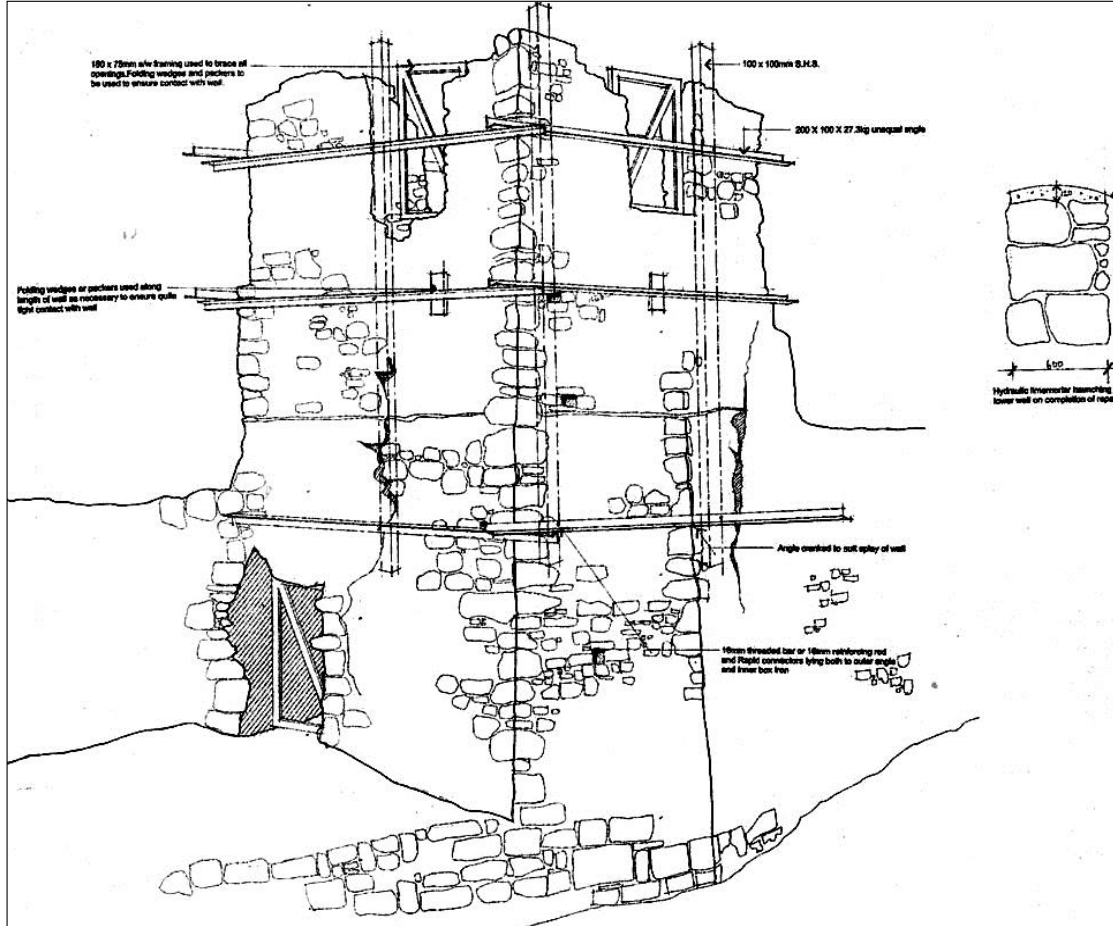 150 x 75mm s/w framing used to brace all
openings.Folding wedges and packers to
be used to ensure contact with wall.
100 x 100mm S.H.S.
200 X 100 X 27.3kg unequal angle
Folding wedges or packers used along
length of wall as necessary to ensure quite
tight contact with wall
600
Hydraulic limemortar haunching
lower wall on completion of repa
Angle cranked to suit splay of wall
16mm threaded bar or 16mm reinforcing rod
and Rapid connectors tying both to outer angle
and inner box iron